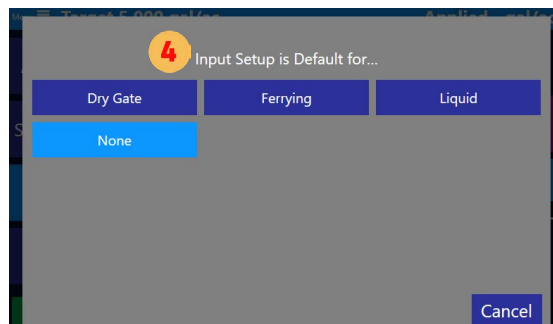 4
Input Setup is Default for...
Dry Gate Ferrying Liquid
None
Cancel